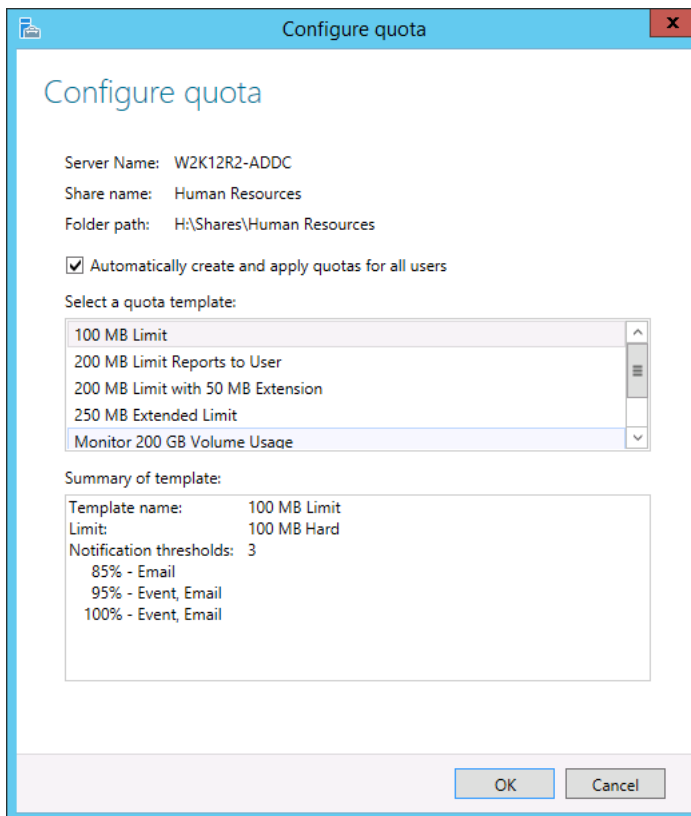 Configure quota
x
Configure quota
Server Name: W2K12R2-ADDC
Share name: Human Resources
Folder path: H:\Shares\Human Resources
Automatically create and apply quotas for all users
Select a quota template:
100 MB Limit
200 MB Limit Reports to User
200 MB Limit with 50 MB Extension
250 MB Extended Limit
Monitor 200 GB Volume Usage
Summary of template:
Template name: 100 MB Limit
Limit: 100 MB Hard
Notification thresholds: 3
85% - Email
95% - Event, Email
100% - Event, Email
OK Cancel